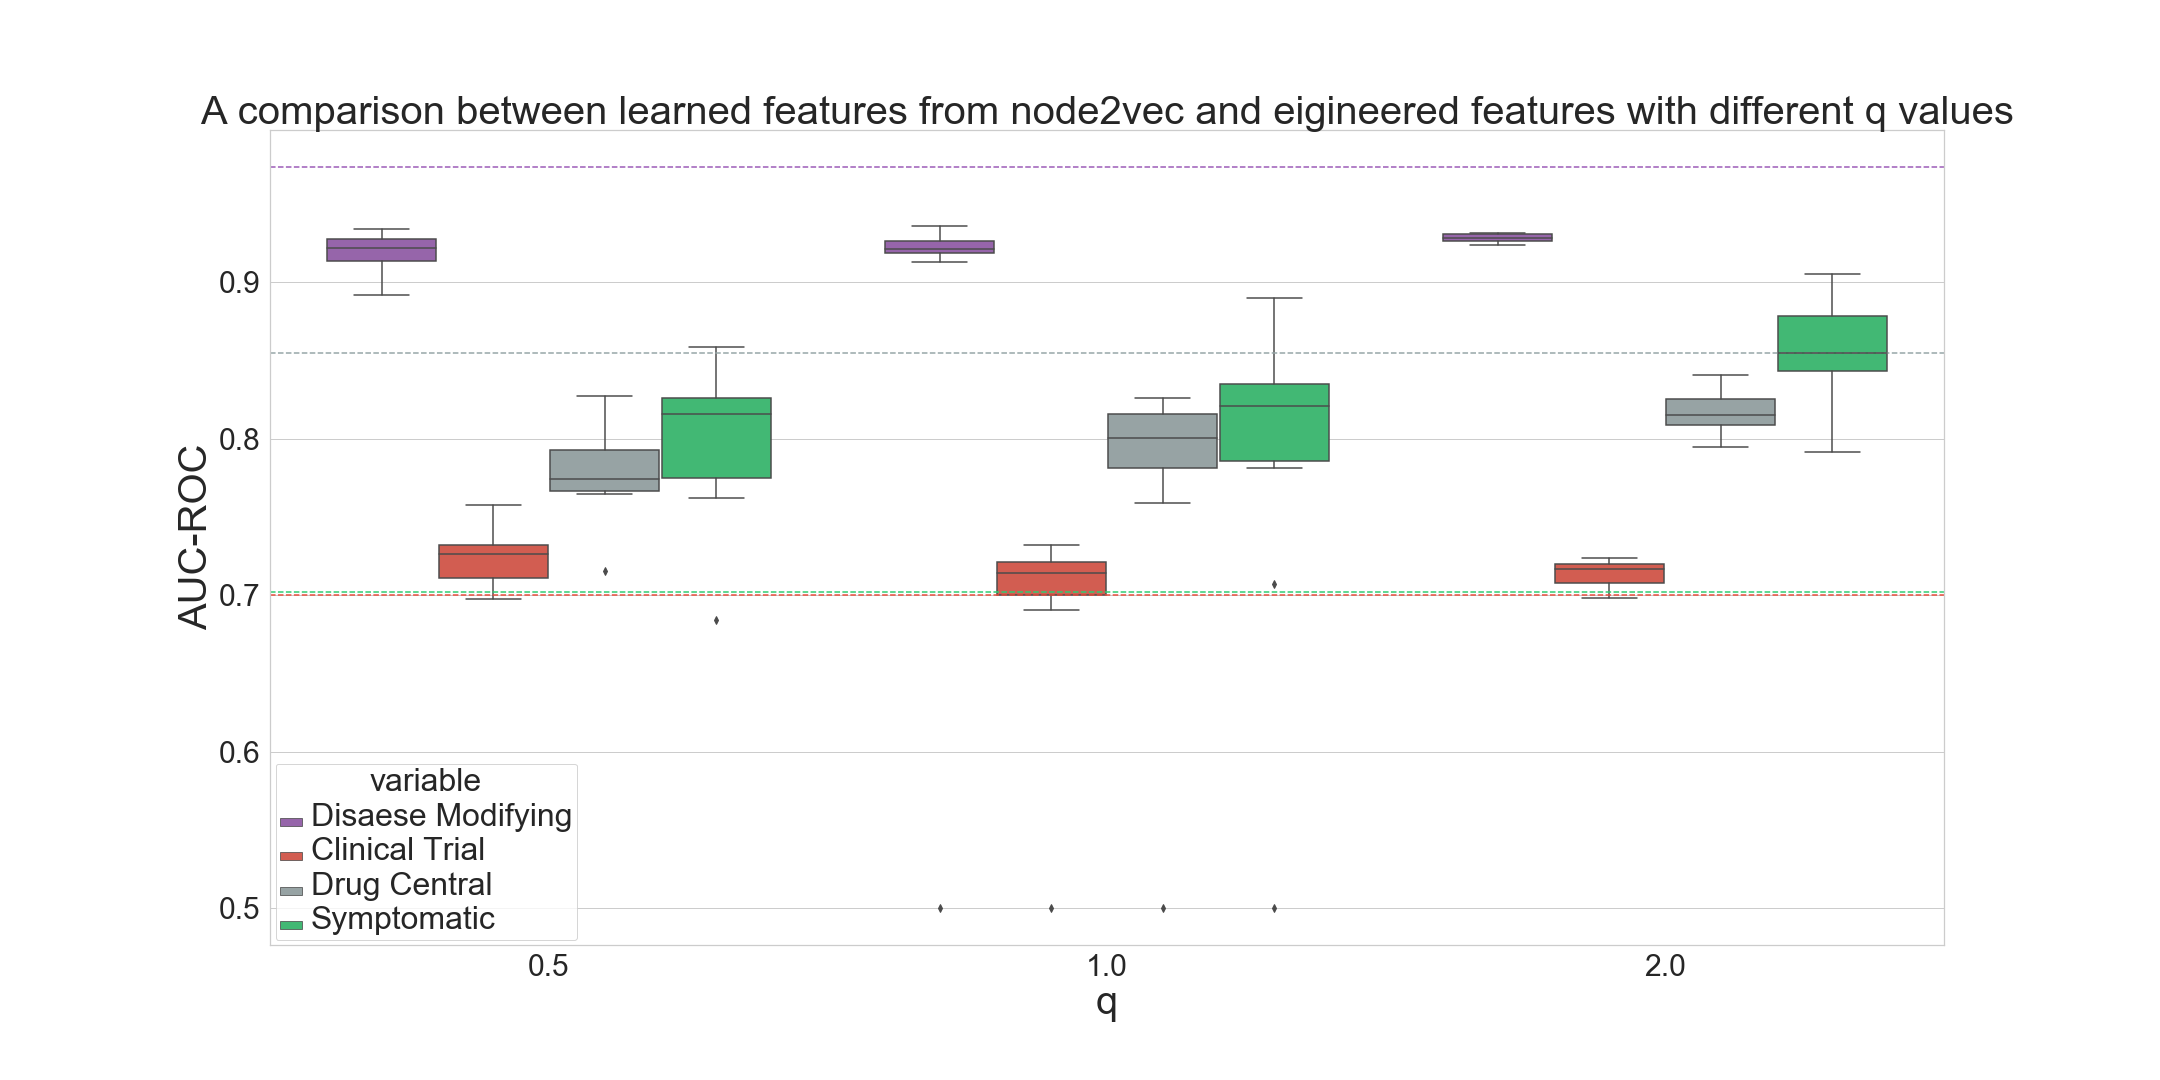 A comparison between learned features from node2vec and eigineered features with different q values
AUC-ROC
0.9
0.8
0.7
0.6
0.5
variable
Disaese Modifying
Clinical Trial
Drug Central
Symptomatic
0.5
1.0
2.0
q